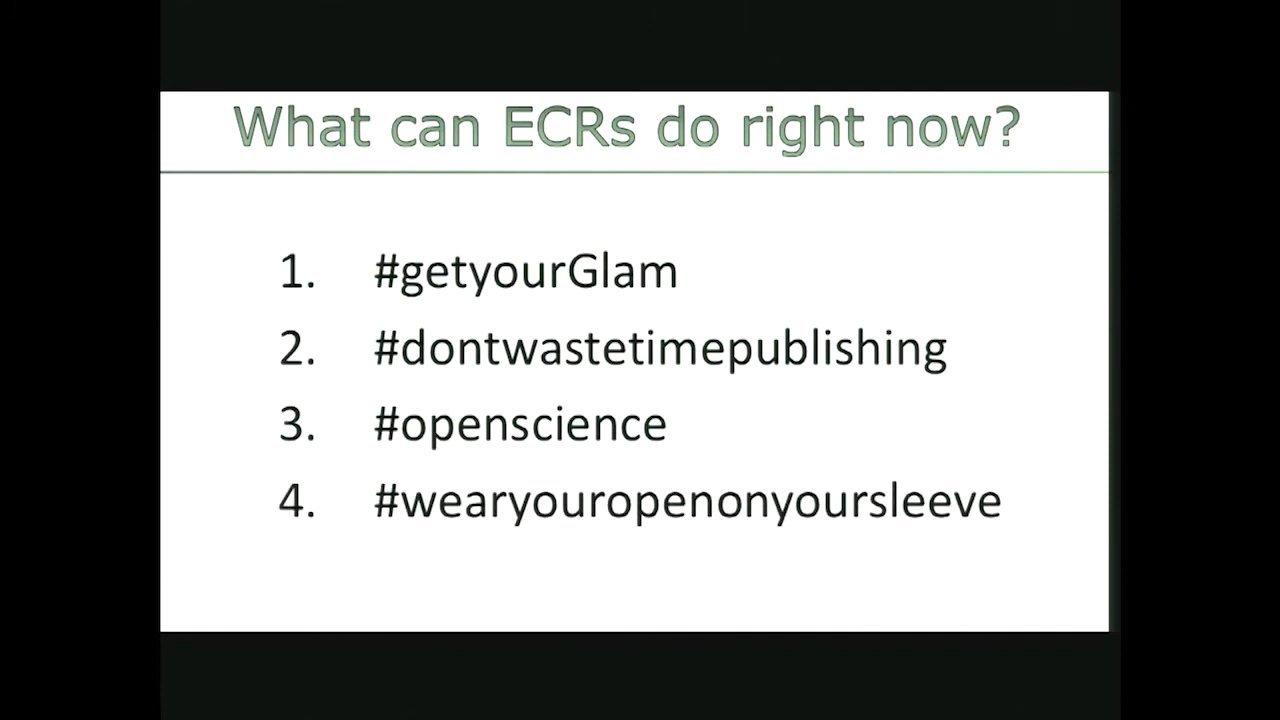 What can ECRs do right now?
1. #getyourGlam
2. #dontwastetimepublishing
3. #openscience
4. #wearyouropenonyoursleeve